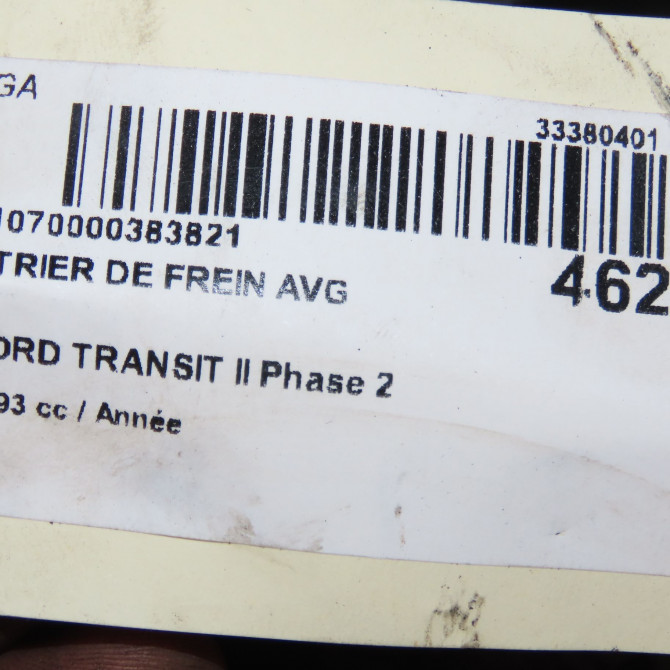 GA
33380401
1070000383821
TRIER DE FREIN AVG
462
ORD TRANSIT II Phase 2
93 cc / Année